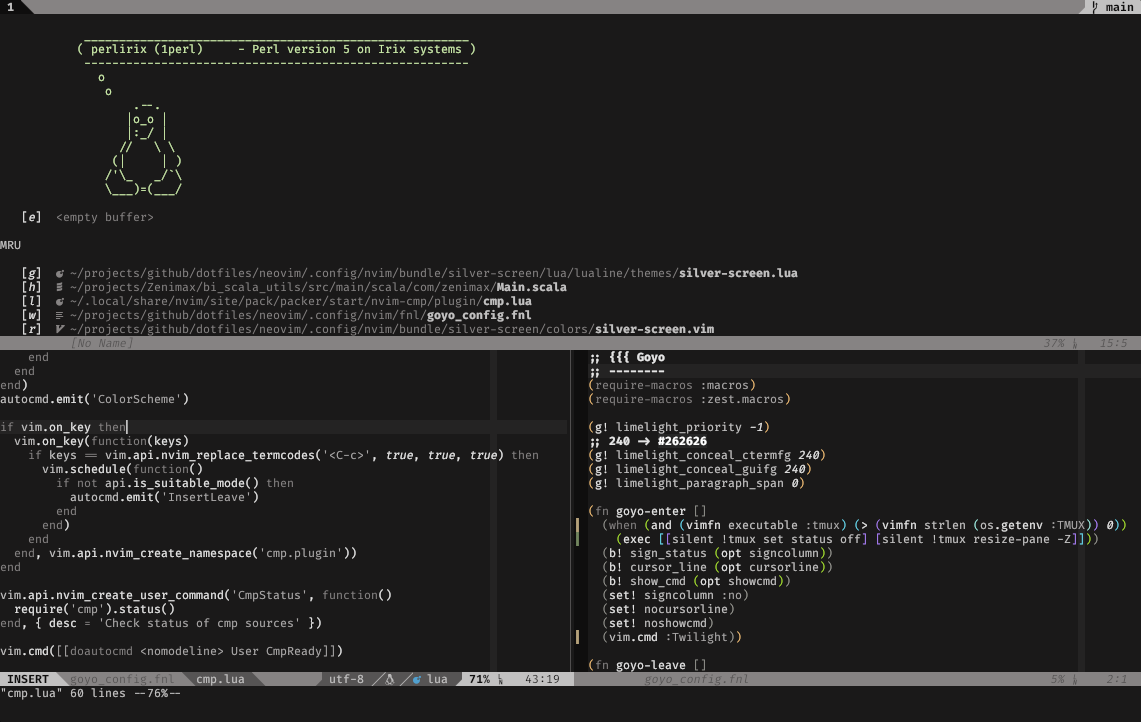 1 main
( perlirix (1perl)     - Perl version 5 on Irix systems )
o
o
.--.
|o_o |
|:_/ |
//   \ \
(|     | )
/'\_   _/`\
\___)=(___/
[e]  <empty buffer>
MRU
[g]  ~/projects/github/dotfiles/neovim/.config/nvim/bundle/silver-screen/lua/lualine/themes/silver-screen.lua
[h]  ~/projects/Zenimax/bi_scala_utils/src/main/scala/com/zenimax/Main.scala
[l]  ~/.local/share/nvim/site/pack/packer/start/nvim-cmp/plugin/cmp.lua
[w]  ~/projects/github/dotfiles/neovim/.config/nvim/fnl/goyo_config.fnl
[r]  ~/projects/github/dotfiles/neovim/.config/nvim/bundle/silver-screen/colors/silver-screen.vim
[No Name] 37% 15:5
    end
  end
end)
autocmd.emit('ColorScheme')

if vim.on_key then
  vim.on_key(function(keys)
    if keys == vim.api.nvim_replace_termcodes('<C-c>', true, true, true) then
      vim.schedule(function()
        if not api.is_suitable_mode() then
          autocmd.emit('InsertLeave')
        end
      end)
    end
  end, vim.api.nvim_create_namespace('cmp.plugin'))
end

vim.api.nvim_create_user_command('CmpStatus', function()
  require('cmp').status()
end, { desc = 'Check status of cmp sources' })

vim.cmd([[doautocmd <nomodeline> User CmpReady]])
;; {{{ Goyo
;; --------
(require-macros :macros)
(require-macros :zest.macros)

(g! limelight_priority -1)
;; 240 -> #262626
(g! limelight_conceal_ctermfg 240)
(g! limelight_conceal_guifg 240)
(g! limelight_paragraph_span 0)

(fn goyo-enter []
  (when (and (vimfn executable :tmux) (> (vimfn strlen (os.getenv :TMUX)) 0))
    (exec [[silent !tmux set status off] [silent !tmux resize-pane -Z]]))
  (b! sign_status (opt signcolumn))
  (b! cursor_line (opt cursorline))
  (b! show_cmd (opt showcmd))
  (set! signcolumn :no)
  (set! nocursorline)
  (set! noshowcmd)
  (vim.cmd :Twilight))

(fn goyo-leave []
INSERT goyo_config.fnl cmp.lua utf-8 lua 71% 43:19
goyo_config.fnl 5% 2:1
"cmp.lua" 60 lines --76%--